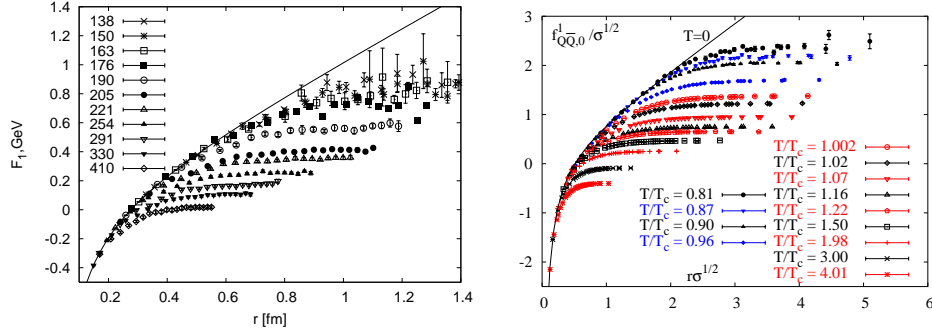 138
150
163
176
190
205
221
254
291
330
410
F1, GeV
1.4
1.2
1
0.8
0.6
0.4
0.2
0
-0.2
-0.4
0.2 0.4 0.6 0.8 1 1.2 1.4
r [fm]
f¹QQ̅,0 /σ^1/2
T=0
3
2
1
0
-1
-2
T/Tc = 0.81
T/Tc = 0.87
T/Tc = 0.90
T/Tc = 0.96
T/Tc = 1.002
T/Tc = 1.02
T/Tc = 1.07
T/Tc = 1.16
T/Tc = 1.22
T/Tc = 1.50
T/Tc = 1.98
T/Tc = 3.00
T/Tc = 4.01
rσ^1/2
0 1 2 3 4 5 6